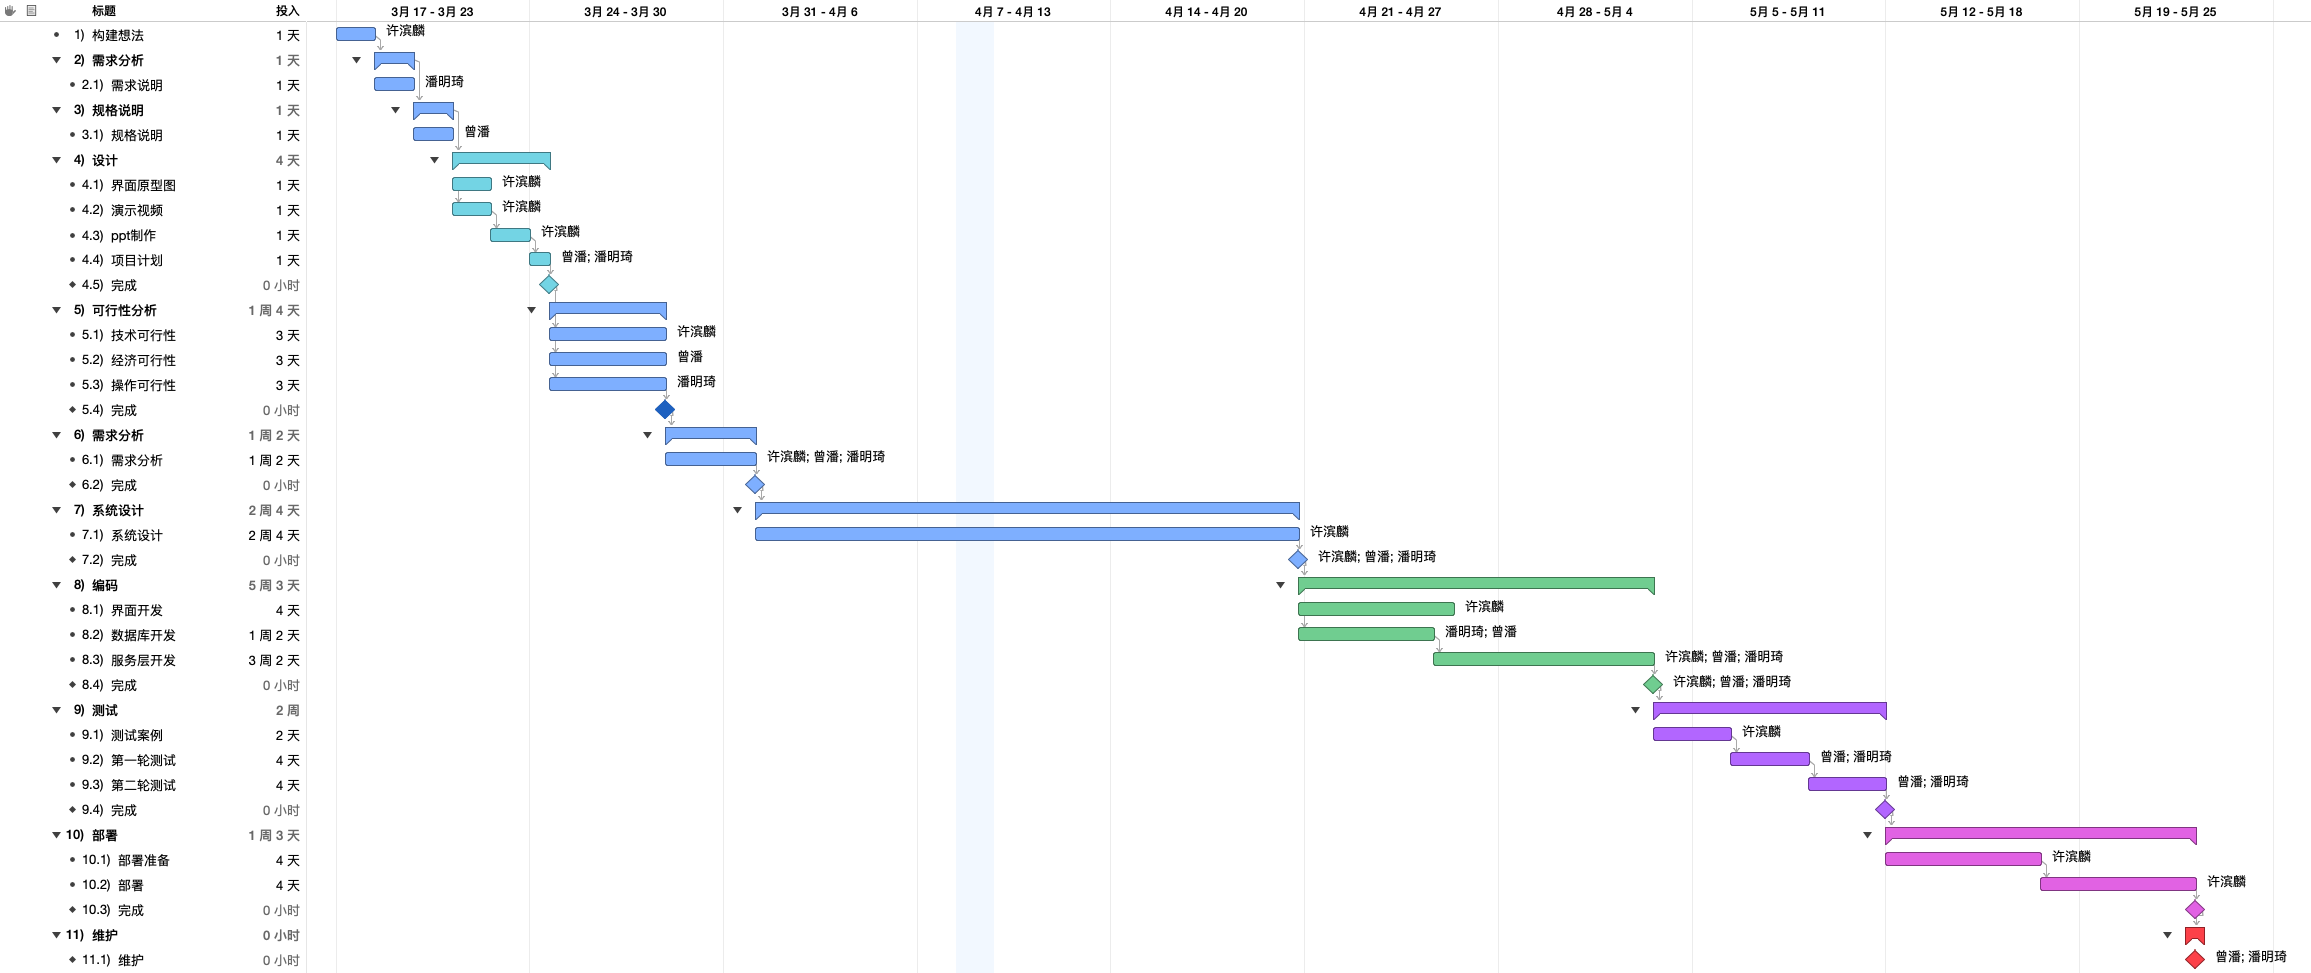 标题 投入 3月 17 - 3月 23 3月 24 - 3月 30 3月 31 - 4月 6 4月 7 - 4月 13 4月 14 - 4月 20 4月 21 - 4月 27 4月 28 - 5月 4 5月 5 - 5月 11 5月 12 - 5月 18 5月 19 - 5月 25
1) 构建想法 1 天 许滨麟
2) 需求分析 1 天
2.1) 需求说明 1 天 潘明琦
3) 规格说明 1 天
3.1) 规格说明 1 天 曾潘
4) 设计 4 天
4.1) 界面原型图 1 天 许滨麟
4.2) 演示视频 1 天 许滨麟
4.3) ppt制作 1 天 许滨麟
4.4) 项目计划 1 天 曾潘; 潘明琦
4.5) 完成 0 小时
5) 可行性分析 1 周 4 天
5.1) 技术可行性 3 天 许滨麟
5.2) 经济可行性 3 天 曾潘
5.3) 操作可行性 3 天 潘明琦
5.4) 完成 0 小时
6) 需求分析 1 周 2 天
6.1) 需求分析 1 周 2 天 许滨麟; 曾潘; 潘明琦
6.2) 完成 0 小时
7) 系统设计 2 周 4 天
7.1) 系统设计 2 周 4 天 许滨麟
7.2) 完成 0 小时 许滨麟; 曾潘; 潘明琦
8) 编码 5 周 3 天
8.1) 界面开发 4 天 许滨麟
8.2) 数据库开发 1 周 2 天 潘明琦; 曾潘
8.3) 服务层开发 3 周 2 天 许滨麟; 曾潘; 潘明琦
8.4) 完成 0 小时 许滨麟; 曾潘; 潘明琦
9) 测试 2 周
9.1) 测试案例 2 天 许滨麟
9.2) 第一轮测试 4 天 曾潘; 潘明琦
9.3) 第二轮测试 4 天 曾潘; 潘明琦
9.4) 完成 0 小时
10) 部署 1 周 3 天
10.1) 部署准备 4 天 许滨麟
10.2) 部署 4 天 许滨麟
10.3) 完成 0 小时
11) 维护 0 小时
11.1) 维护 0 小时 曾潘; 潘明琦